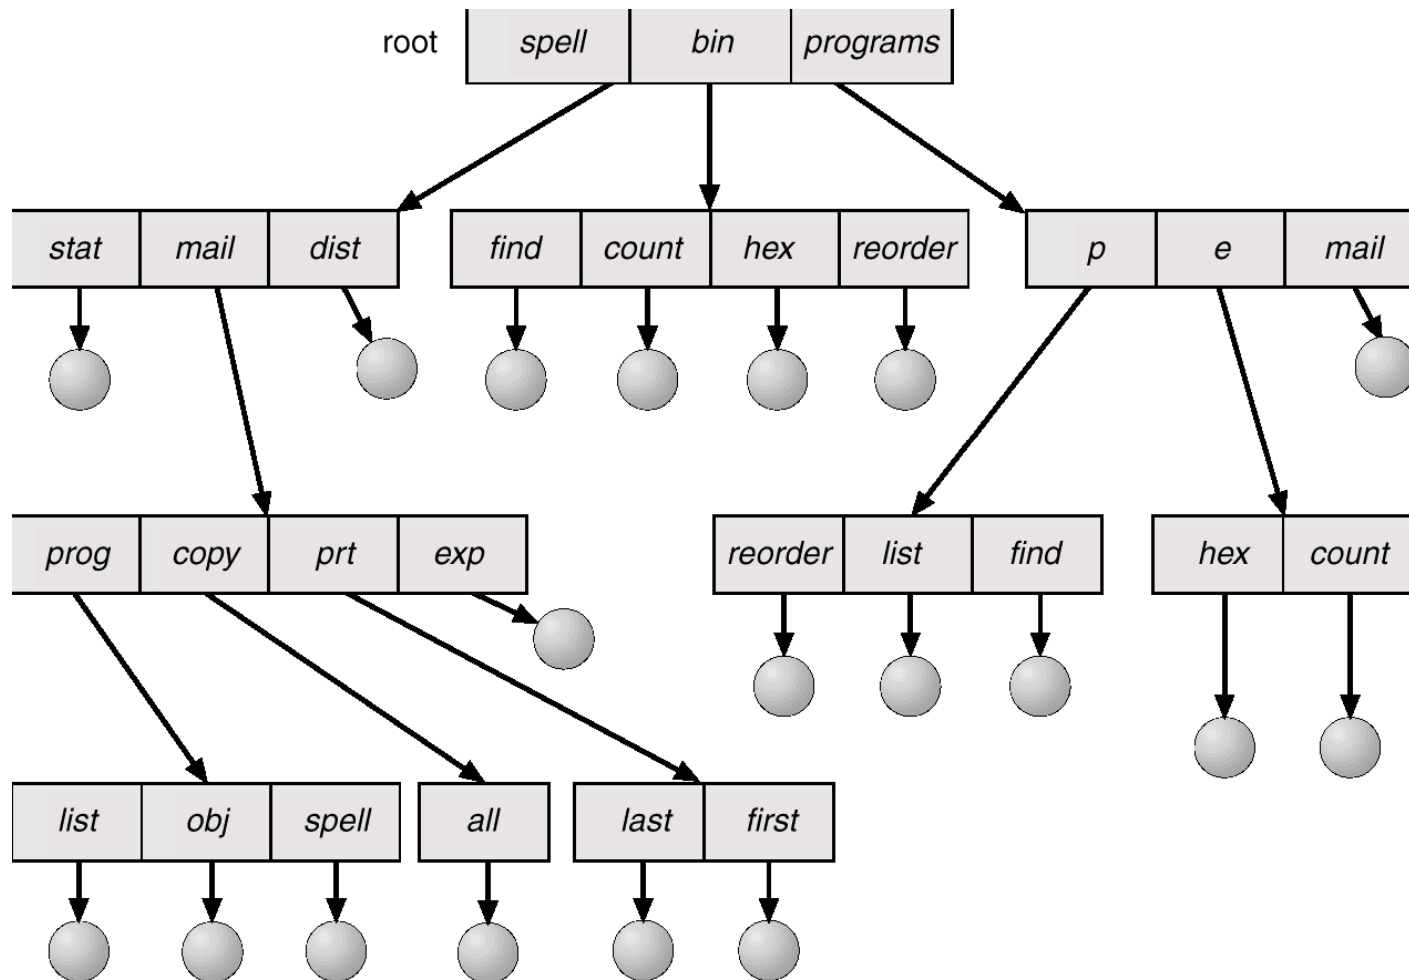 root spell bin programs
stat mail dist find count hex reorder p e mail
prog copy prt exp reorder list find hex count
list obj spell all last first